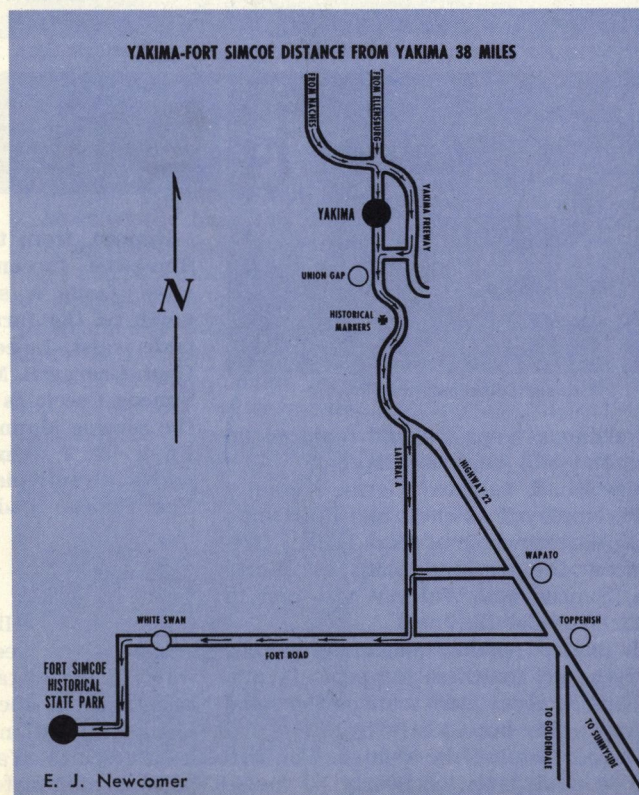 YAKIMA-FORT SIMCOE DISTANCE FROM YAKIMA 38 MILES
FROM NACHES
FROM ELLENSBURG
YAKIMA
YAKIMA FREEWAY
UNION GAP
N
HISTORICAL
MARKERS
LATERAL A
HIGHWAY 22
WAPATO
TOPPENISH
WHITE SWAN
FORT ROAD
FORT SIMCOE
HISTORICAL
STATE PARK
TO GOLDENDALE
TO SUNNYSIDE
E. J. Newcomer